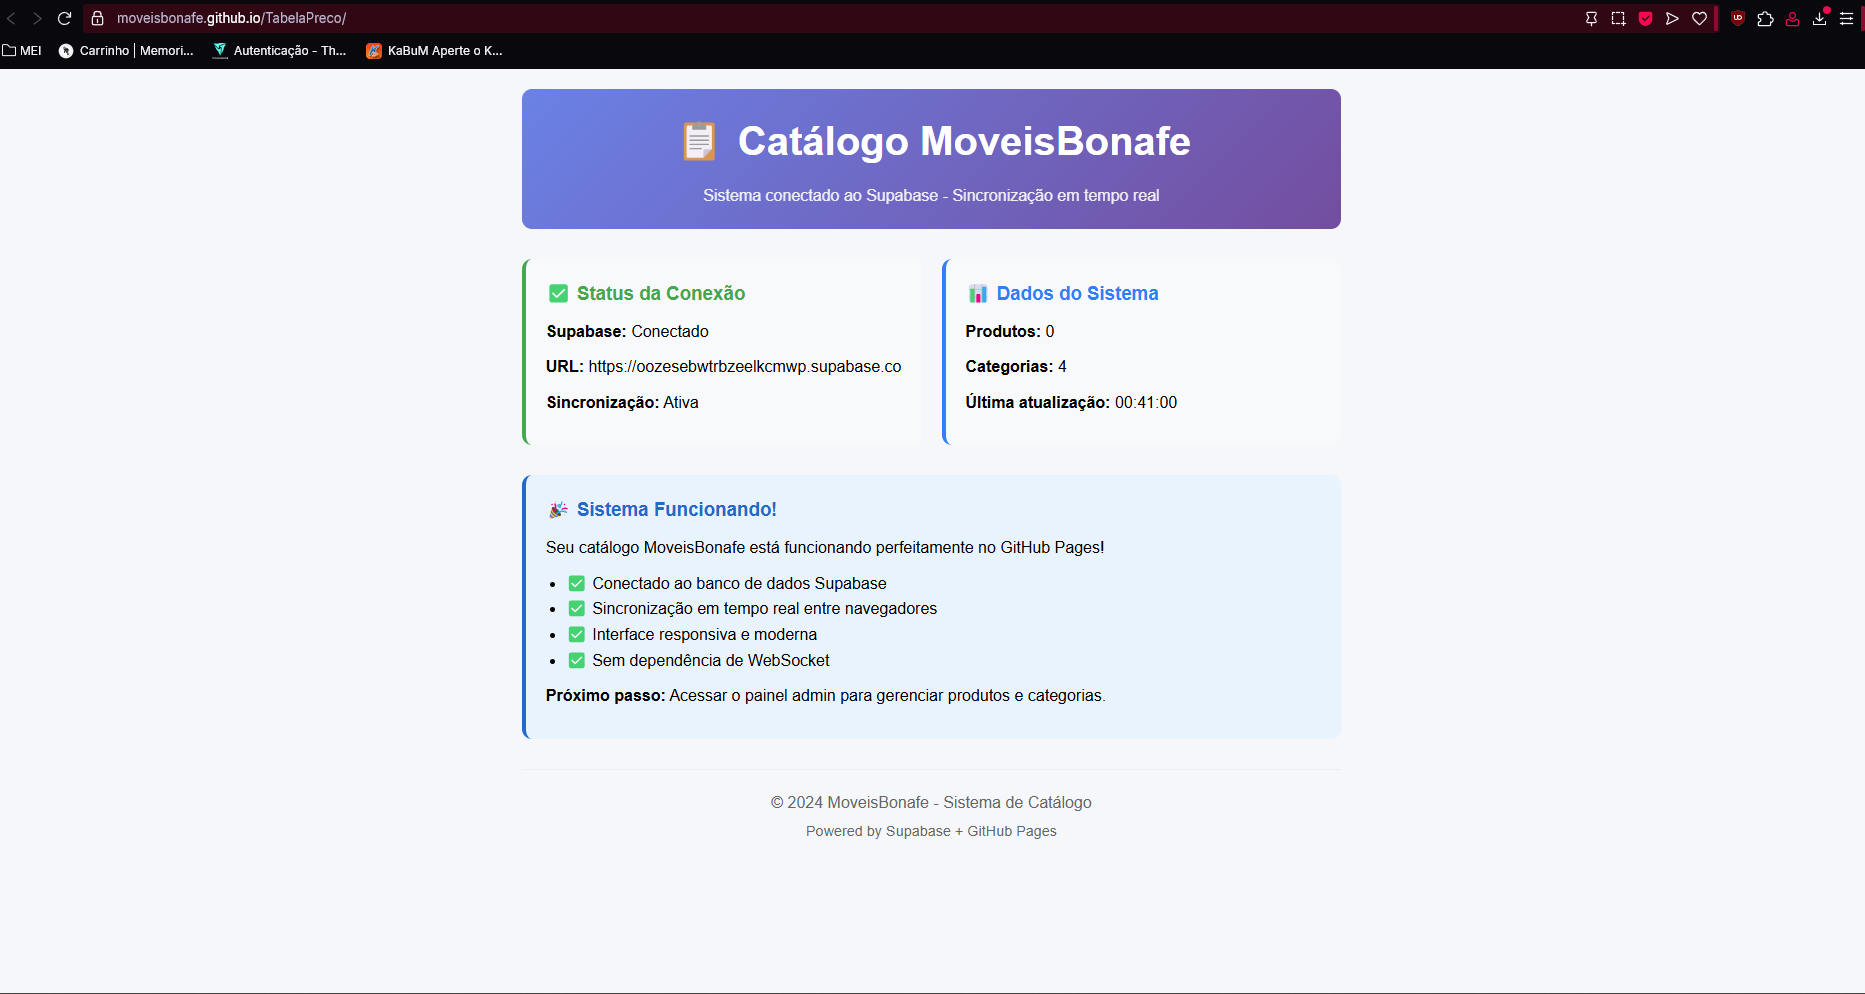 moveisbonafe.github.io/TabelaPreco/
MEI
Carrinho | Memori...
Autenticação - Th...
KaBuM Aperte o K...
Catálogo MoveisBonafe
Sistema conectado ao Supabase - Sincronização em tempo real
Status da Conexão
Supabase: Conectado
URL: https://oozesebwtrbzeelkcmwp.supabase.co
Sincronização: Ativa
Dados do Sistema
Produtos: 0
Categorias: 4
Última atualização: 00:41:00
Sistema Funcionando!
Seu catálogo MoveisBonafe está funcionando perfeitamente no GitHub Pages!
Conectado ao banco de dados Supabase
Sincronização em tempo real entre navegadores
Interface responsiva e moderna
Sem dependência de WebSocket
Próximo passo: Acessar o painel admin para gerenciar produtos e categorias.
© 2024 MoveisBonafe - Sistema de Catálogo
Powered by Supabase + GitHub Pages